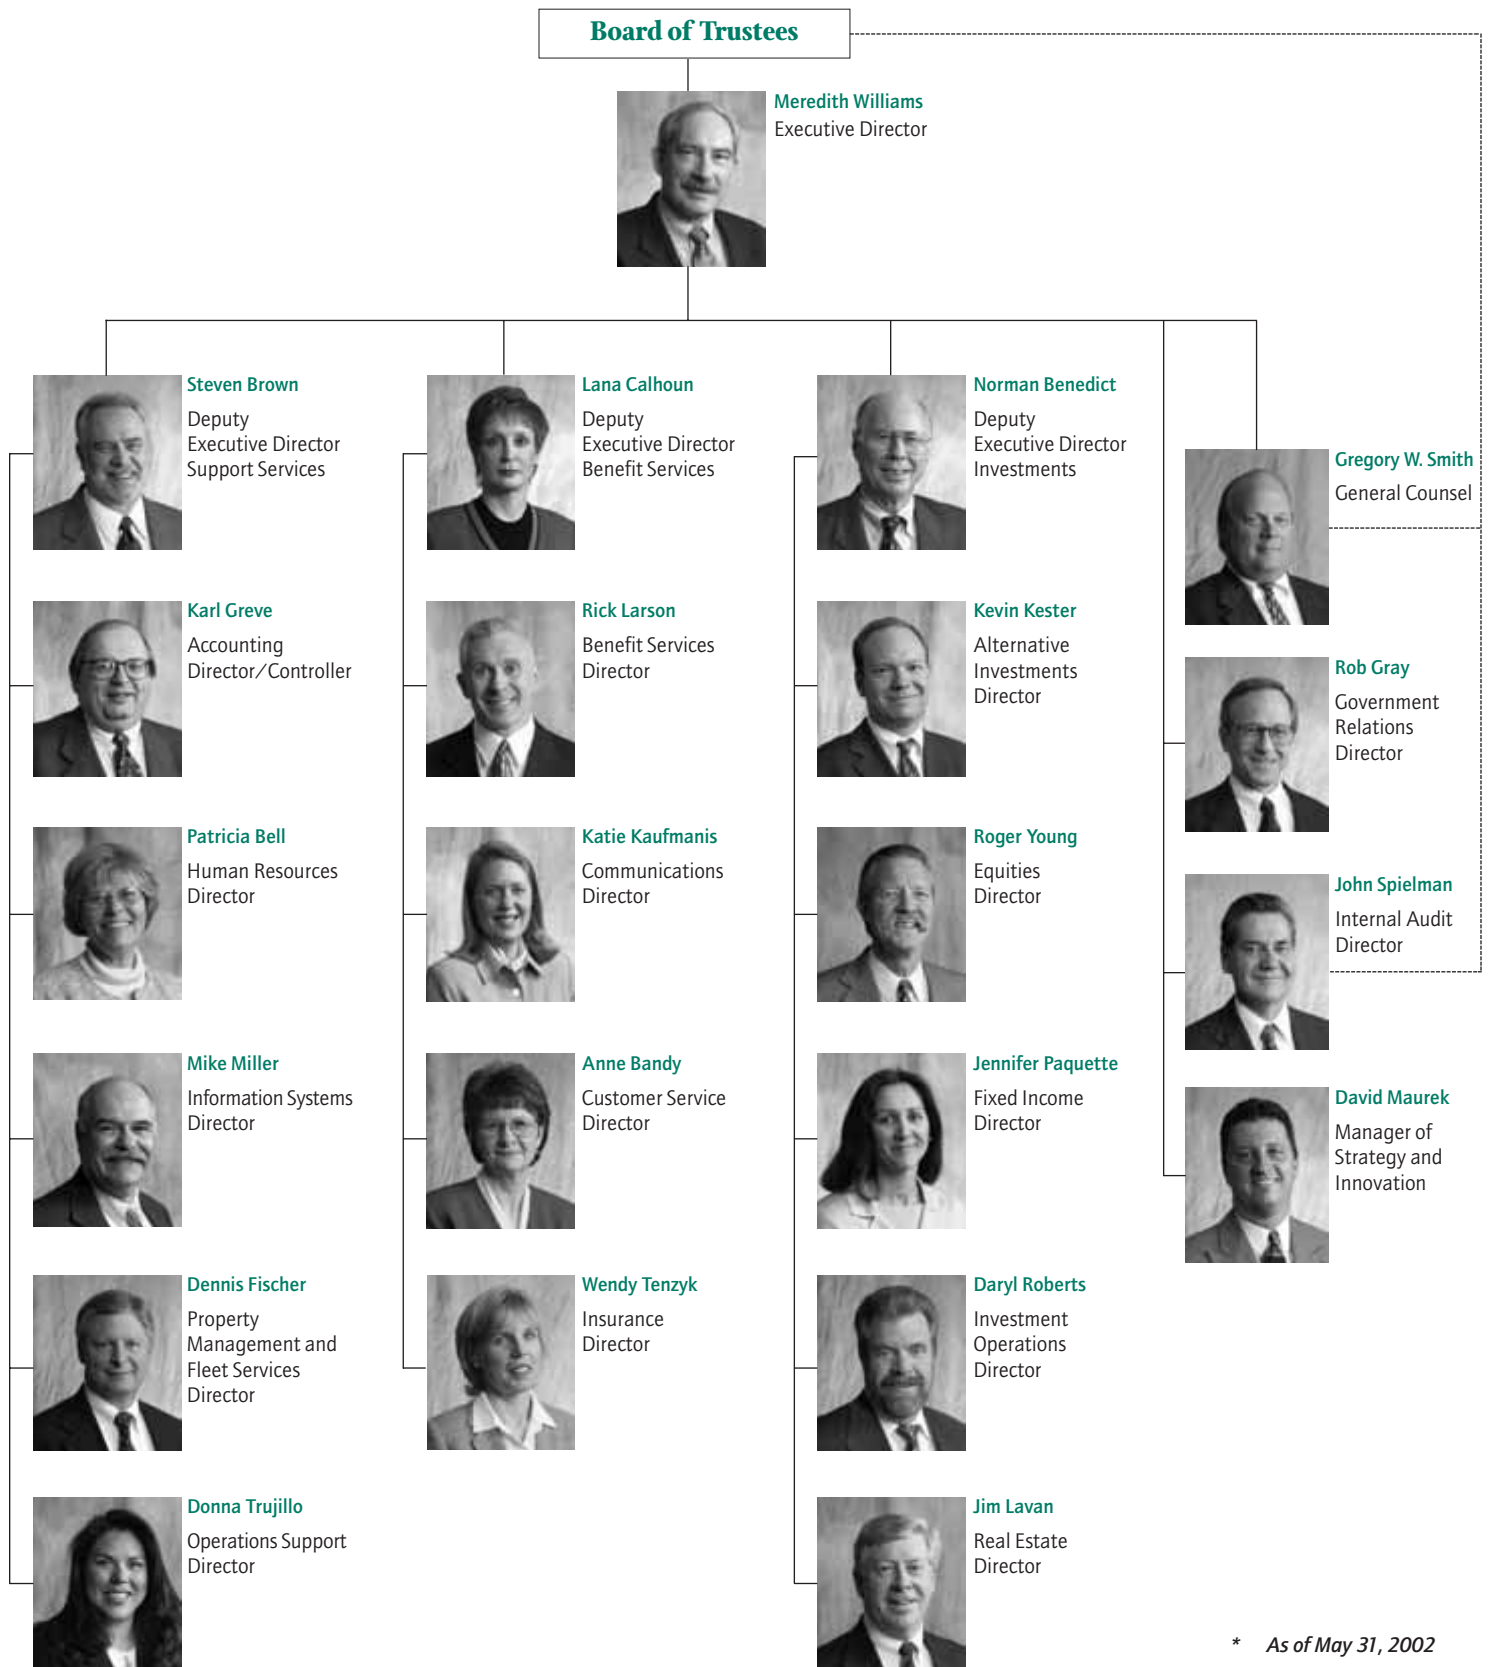 Board of Trustees
Meredith Williams
Executive Director
Steven Brown
Deputy
Executive Director
Support Services
Karl Greve
Accounting
Director/Controller
Patricia Bell
Human Resources
Director
Mike Miller
Information Systems
Director
Dennis Fischer
Property
Management and
Fleet Services
Director
Donna Trujillo
Operations Support
Director
Lana Calhoun
Deputy
Executive Director
Benefit Services
Rick Larson
Benefit Services
Director
Katie Kaufmanis
Communications
Director
Anne Bandy
Customer Service
Director
Wendy Tenzyk
Insurance
Director
Norman Benedict
Deputy
Executive Director
Investments
Kevin Kester
Alternative
Investments
Director
Roger Young
Equities
Director
Jennifer Paquette
Fixed Income
Director
Daryl Roberts
Investment
Operations
Director
Jim Lavan
Real Estate
Director
Gregory W. Smith
General Counsel
Rob Gray
Government
Relations
Director
John Spielman
Internal Audit
Director
David Maurek
Manager of
Strategy and
Innovation
* As of May 31, 2002